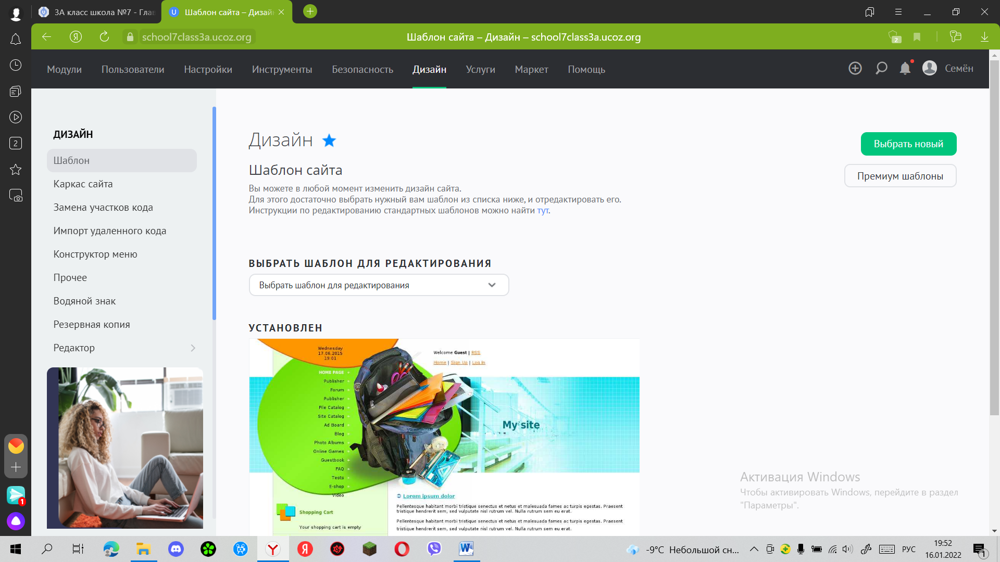 3А класс школа №7 - Глав
Шаблон сайта – Дизайн
school7class3a.ucoz.org
Шаблон сайта – Дизайн – school7class3a.ucoz.org
2
Модули
Пользователи
Настройки
Инструменты
Безопасность
Дизайн
Услуги
Маркет
Помощь
Семён
2
ДИЗАЙН
Шаблон
Каркас сайта
Замена участков кода
Импорт удаленного кода
Конструктор меню
Прочее
Водяной знак
Резервная копия
Редактор
Дизайн
Выбрать новый
Премиум шаблоны
Шаблон сайта
Вы можете в любой момент изменить дизайн сайта.
Для этого достаточно выбрать нужный вам шаблон из списка ниже, и отредактировать его.
Инструкции по редактированию стандартных шаблонов можно найти тут.
ВЫБРАТЬ ШАБЛОН ДЛЯ РЕДАКТИРОВАНИЯ
Выбрать шаблон для редактирования
УСТАНОВЛЕН
Wednesday
17.06.2015
19:01
Welcome Guest | RSS
Home | Sign Up | Log In
HOME PAGE
Publisher
Forum
Publisher
File Catalog
Site Catalog
Ad Board
Blog
Photo Albums
Online Games
Guestbook
FAQ
Tests
E-shop
Video
My site
Shopping Cart
Your shopping cart is empty
Lorem ipsum dolor
Pellentesque habitant morbi tristique senectus et netus et malesuada fames ac turpis egestas. Praesent
tristique hendrerit sem, sed vulputate nisl rutrum vel. Nulla rutrum sem eu erat.
Pellentesque habitant morbi tristique senectus et netus et malesuada fames ac turpis egestas. Praesent
tristique hendrerit sem, sed vulputate nisl rutrum vel. Nulla rutrum sem eu erat.
Активация Windows
Чтобы активировать Windows, перейдите в раздел
"Параметры".
1
-9°C Небольшой сн...
РУС
19:52
16.01.2022
1